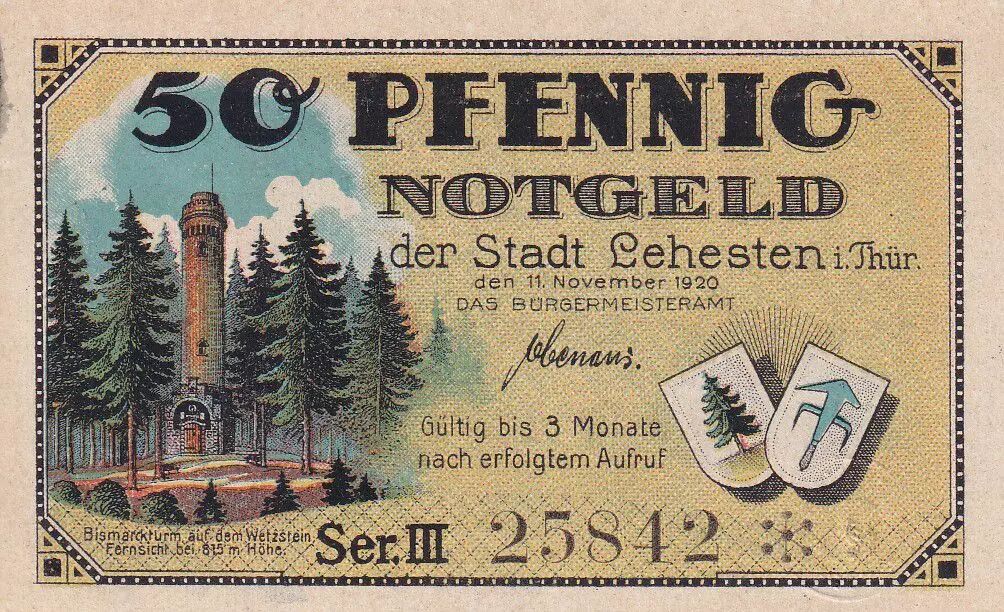 50 PFENNIG
NOTGELD
der Stadt Lehesten i. Thür.
den 11. November 1920
DAS BÜRGERMEISTERAMT
Gültig bis 3 Monate
nach erfolgtem Aufruf
Bismarckturm auf dem Wetzstein
Fernsicht bei 815 m Höhe.
Ser. III 25842